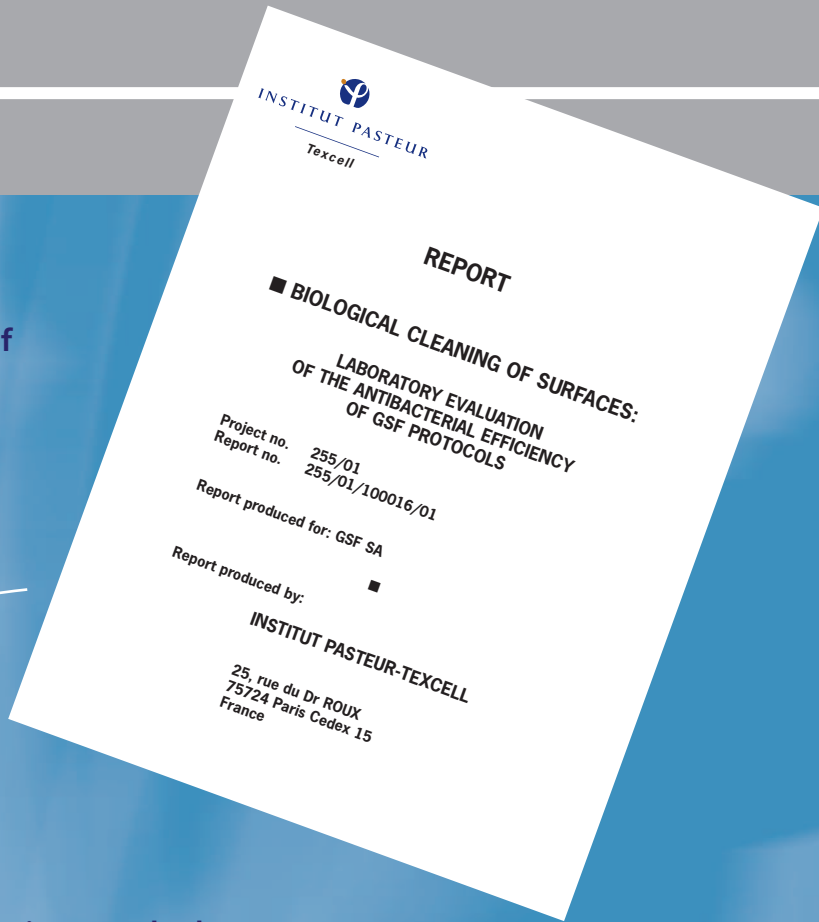 INSTITUT PASTEUR
Texcell
REPORT
■ BIOLOGICAL CLEANING OF SURFACES:
LABORATORY EVALUATION
OF THE ANTIBACTERIAL EFFICIENCY
OF GSF PROTOCOLS
Project no. 255/01
Report no. 255/01/100016/01
Report produced for: GSF SA
■
Report produced by:
INSTITUT PASTEUR-TEXCELL
25, rue du Dr ROUX
75724 Paris Cedex 15
France
f